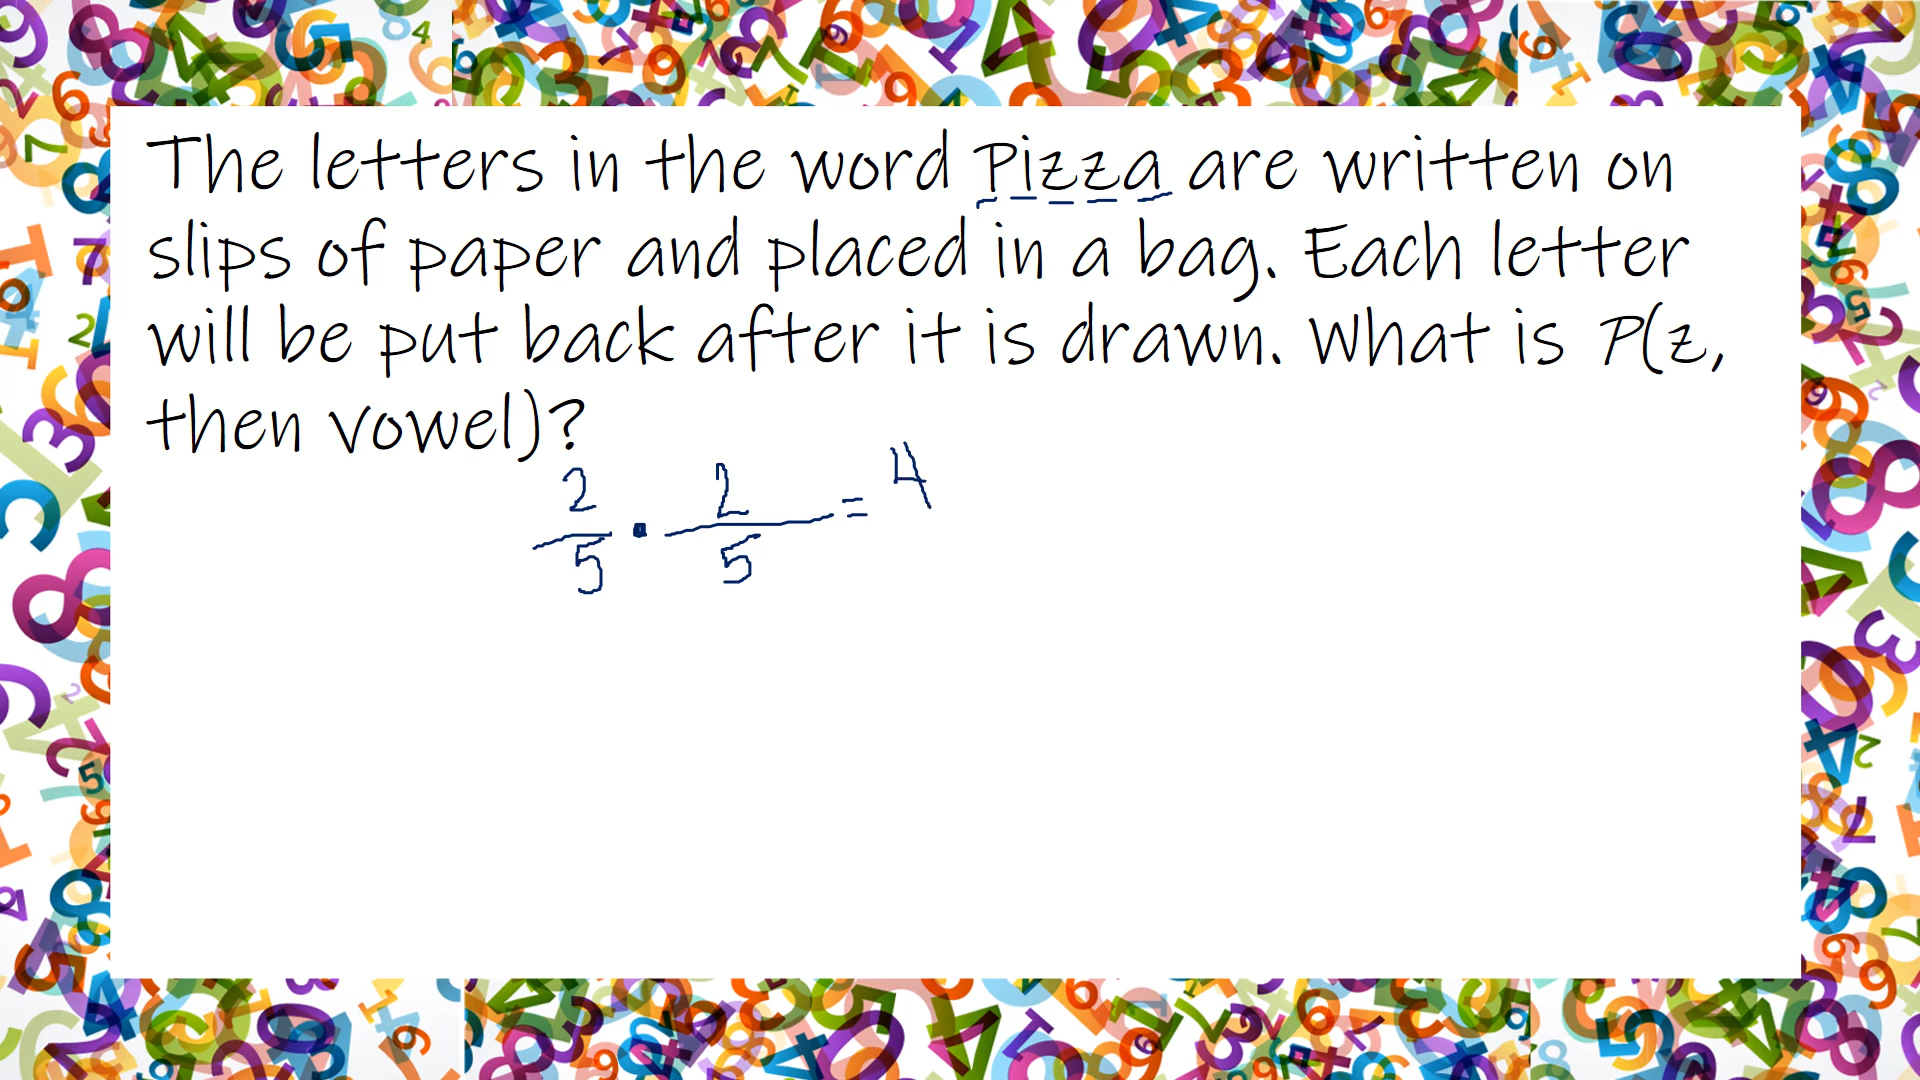 The letters in the word Pizza are written on
slips of paper and placed in a bag. Each letter
will be put back after it is drawn. What is P(z,
then vowel)?
2/5 · 2/5 = 4